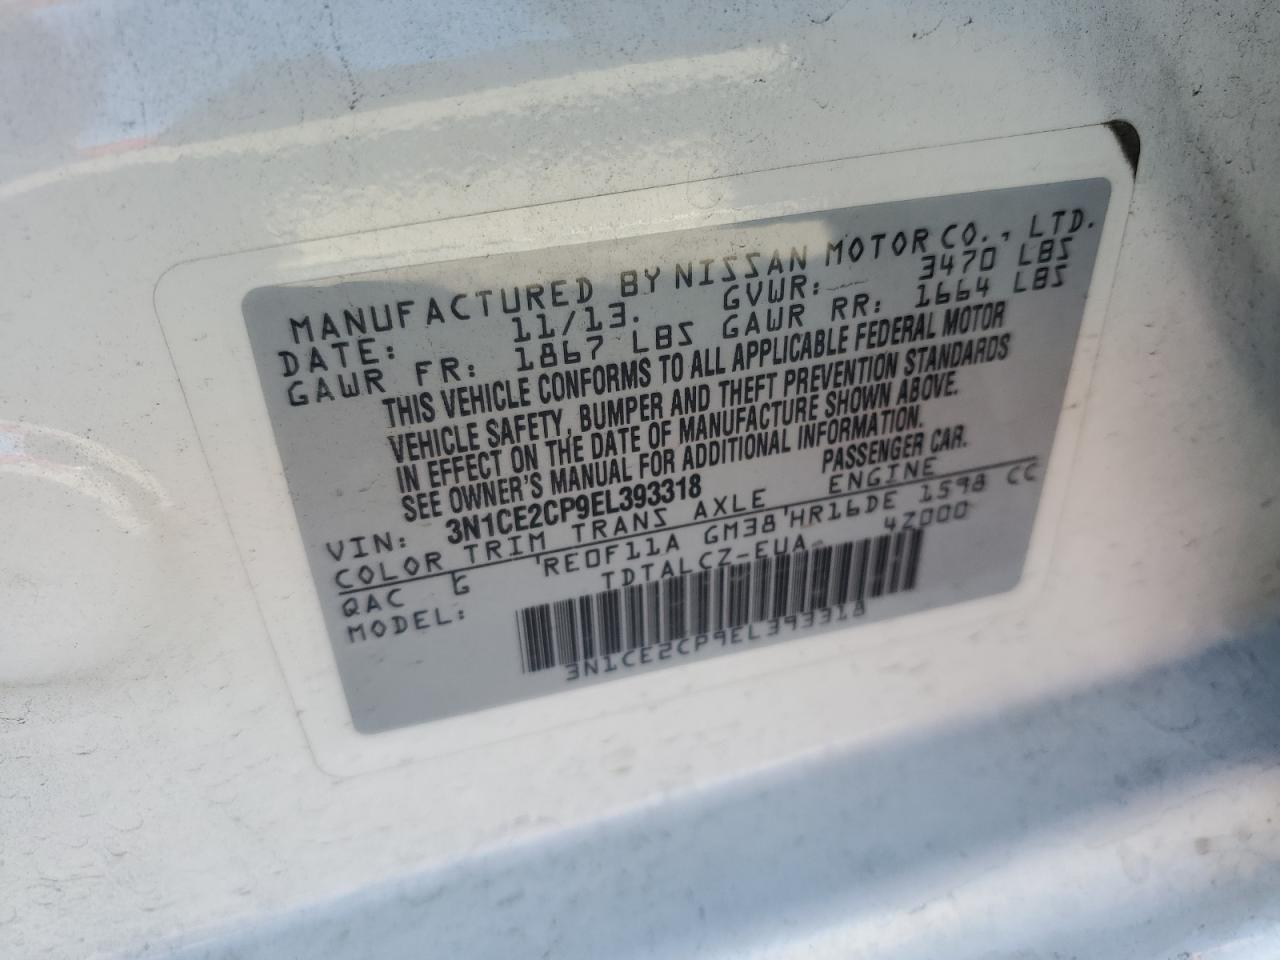 MANUFACTURED BY NISSAN MOTOR CO., LTD.
DATE: 11/13. GVWR: 3470 LBS
GAWR FR: 1867 LBS GAWR RR: 1664 LBS
THIS VEHICLE CONFORMS TO ALL APPLICABLE FEDERAL MOTOR
VEHICLE SAFETY, BUMPER AND THEFT PREVENTION STANDARDS
IN EFFECT ON THE DATE OF MANUFACTURE SHOWN ABOVE.
SEE OWNER'S MANUAL FOR ADDITIONAL INFORMATION.
VIN: 3N1CE2CP9EL393318 PASSENGER CAR.
COLOR TRIM TRANS AXLE ENGINE
QAC G RE0F11A GM38 HR16DE 1598 CC
MODEL: TDTALCZ-EUA 4Z000
3N1CE2CP9EL393318